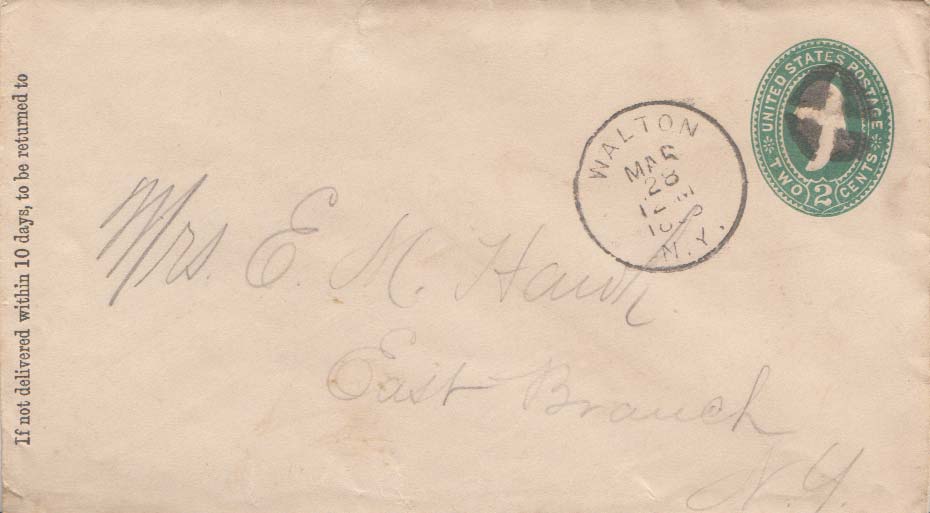 If not delivered within 10 days, to be returned to
UNITED STATES POSTAGE
TWO 2 CENTS
WALTON
MAR
28
12 M
N.Y.
Mrs. E. M. Hawk
East Branch
N.Y.